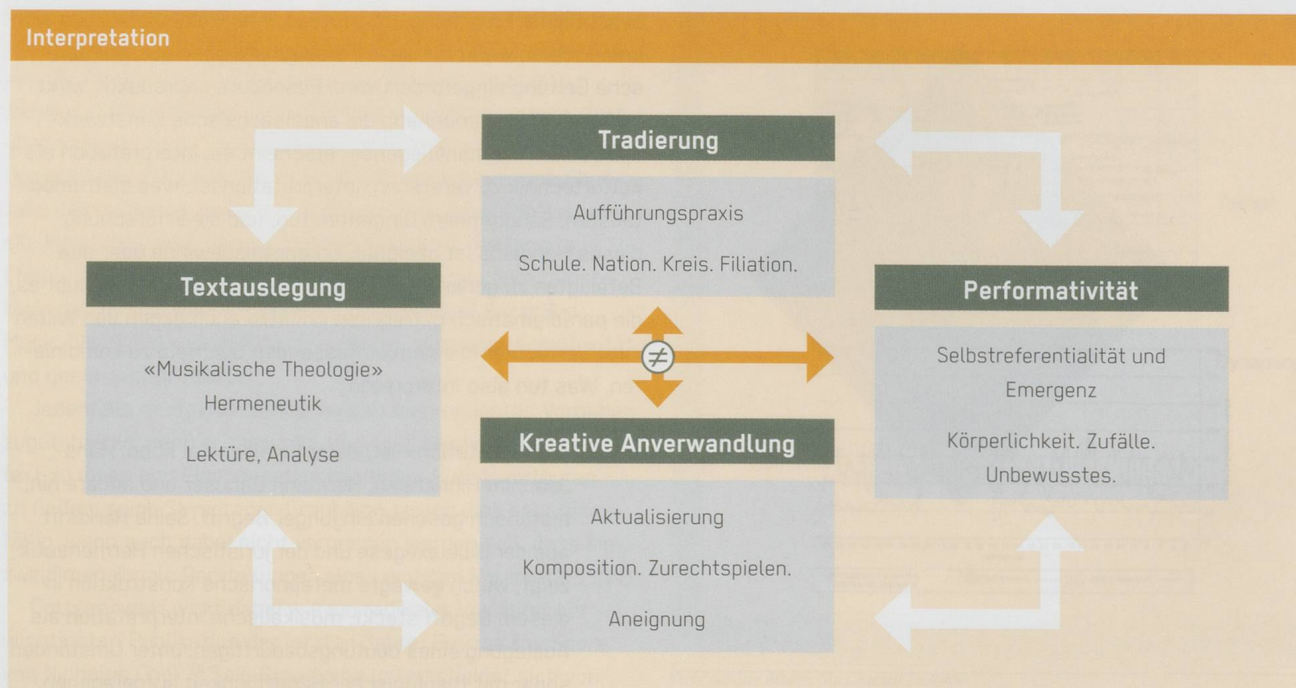 Interpretation
Tradierung
Aufführungspraxis
Schule. Nation. Kreis. Filiation.
Textauslegung
«Musikalische Theologie»
Hermeneutik
Lektüre, Analyse
≠
Performativität
Selbstreferentialität und
Emergenz
Körperlichkeit. Zufälle.
Unbewusstes.
Kreative Anverwandlung
Aktualisierung
Komposition. Zurechtspielen.
Aneignung